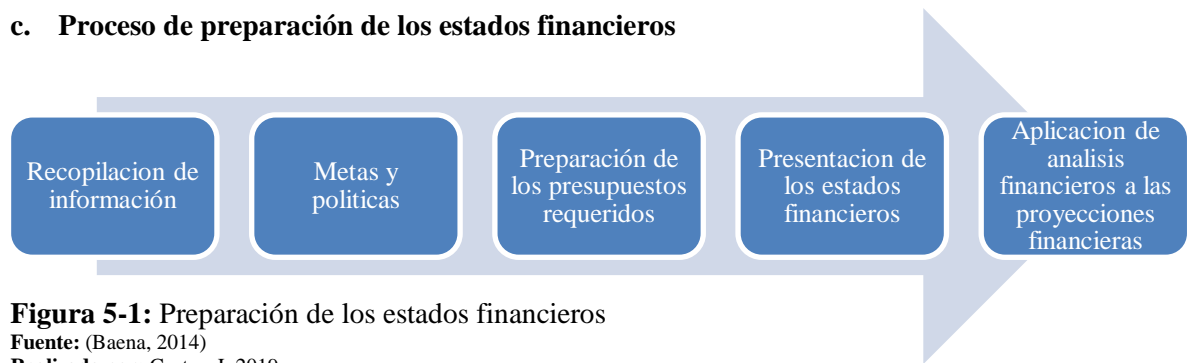 c. Proceso de preparación de los estados financieros
Recopilacion de
información
Metas y
politicas
Preparación de
los presupuestos
requeridos
Presentacion de
los estados
financieros
Aplicacion de
analisis
financieros a las
proyecciones
financieras
Figura 5-1: Preparación de los estados financieros
Fuente: (Baena, 2014)